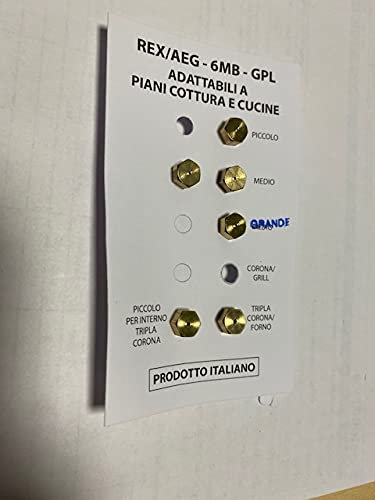 REX/AEG - 6MB - GPL
ADATTABILI A
PIANI COTTURA E CUCINE
PICCOLO
MEDIO
GRANDE
CORONA/
GRILL
PICCOLO
PER INTERNO
TRIPLA
CORONA
TRIPLA
CORONA/
FORNO
PRODOTTO ITALIANO